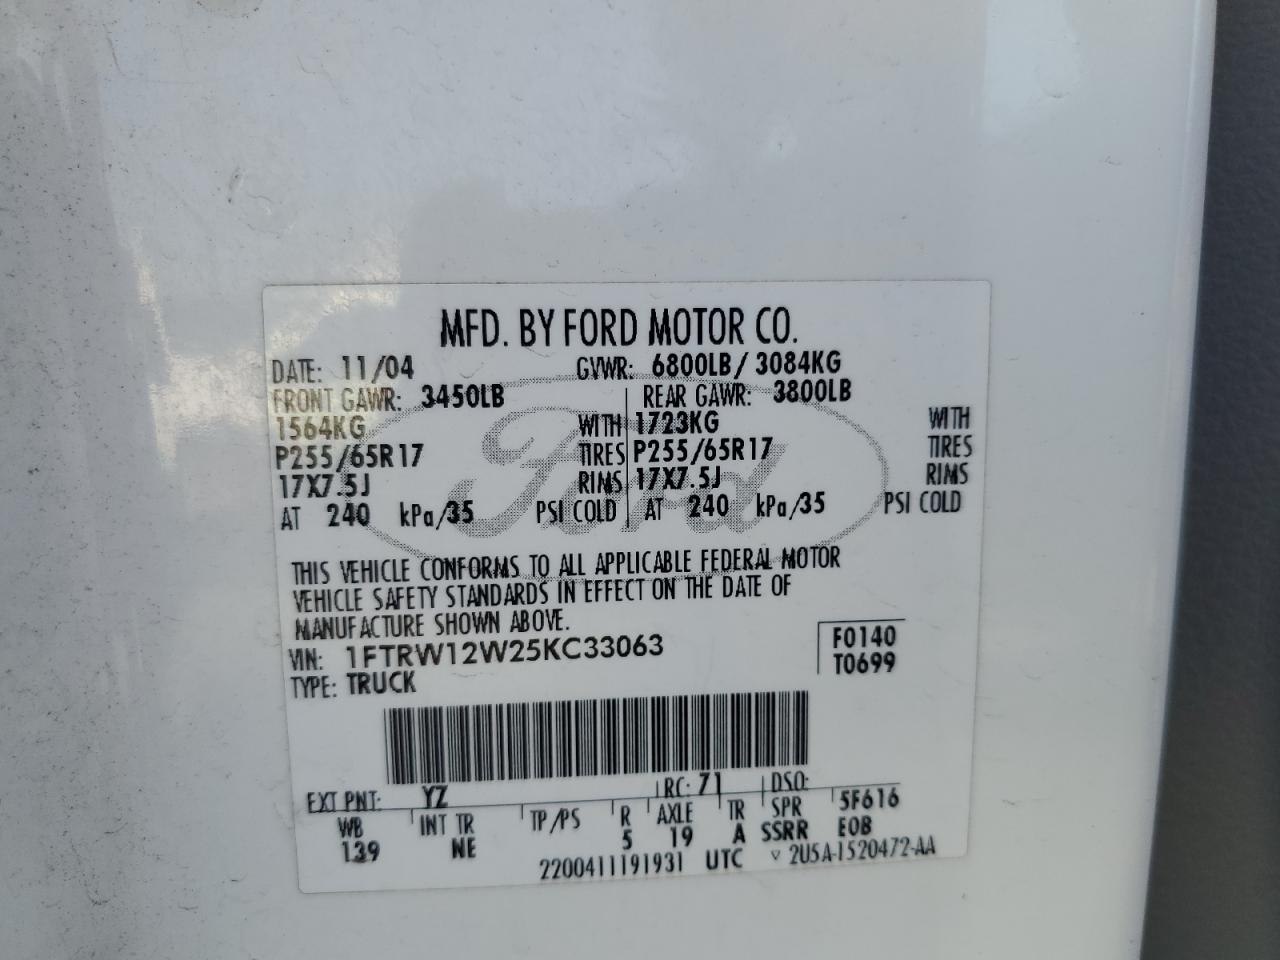 MFD. BY FORD MOTOR CO.
DATE: 11/04 GVWR: 6800LB/ 3084KG
FRONT GAWR: 3450LB REAR GAWR: 3800LB
1564KG WITH 1723KG WITH
P255/65R17 TIRES P255/65R17 TIRES
17X7.5J RIMS 17X7.5J RIMS
AT 240 kPa/35 PSI COLD AT 240 kPa/35 PSI COLD
Ford
THIS VEHICLE CONFORMS TO ALL APPLICABLE FEDERAL MOTOR
VEHICLE SAFETY STANDARDS IN EFFECT ON THE DATE OF
MANUFACTURE SHOWN ABOVE.
VIN: 1FTRW12W25KC33063 F0140
TYPE: TRUCK T0699
EXT PNT: YZ RC: 71 DSO:
WB INT TR TP/PS R AXLE TR SPR 5F616
139 NE 5 19 A SSRR E0B
2200411191931 UTC ▽ 2U5A-1520472-AA